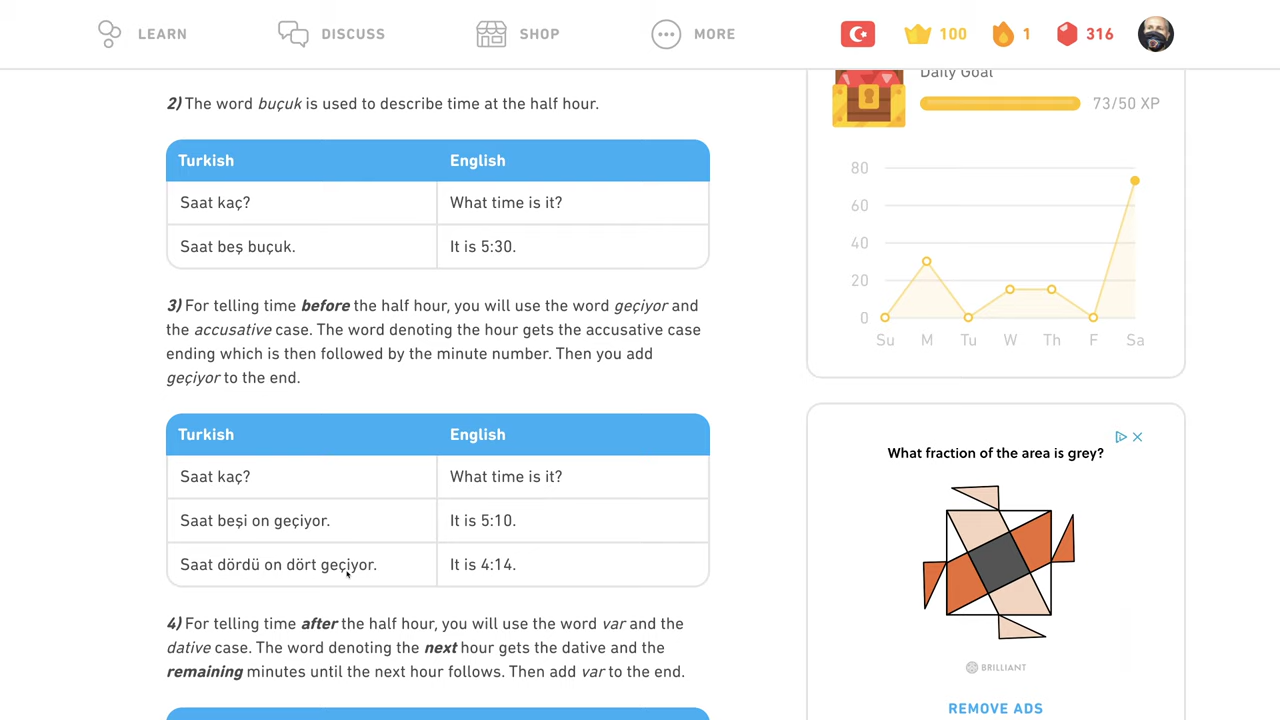 LEARN
DISCUSS
SHOP
MORE
100
1
316
2) The word buçuk is used to describe time at the half hour.
Turkish English
Saat kaç? What time is it?
Saat beş buçuk. It is 5:30.
3) For telling time before the half hour, you will use the word geçiyor and
the accusative case. The word denoting the hour gets the accusative case
ending which is then followed by the minute number. Then you add
geçiyor to the end.
Turkish English
Saat kaç? What time is it?
Saat beşi on geçiyor. It is 5:10.
Saat dördü on dört geçiyor. It is 4:14.
4) For telling time after the half hour, you will use the word var and the
dative case. The word denoting the next hour gets the dative and the
remaining minutes until the next hour follows. Then add var to the end.
Daily Goal
73/50 XP
80
60
40
20
0
Su M Tu W Th F Sa
What fraction of the area is grey?
BRILLIANT
REMOVE ADS